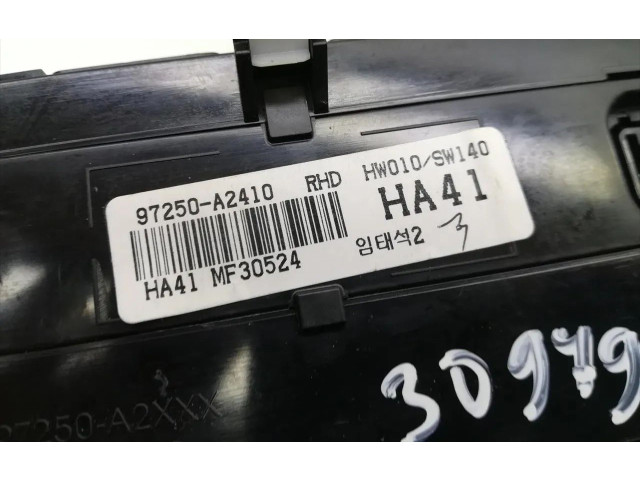 97250-A2410 RHD HW010/SW140
HA41
HA41 MF30524 임태석2 3
30979
97250-A2XXX